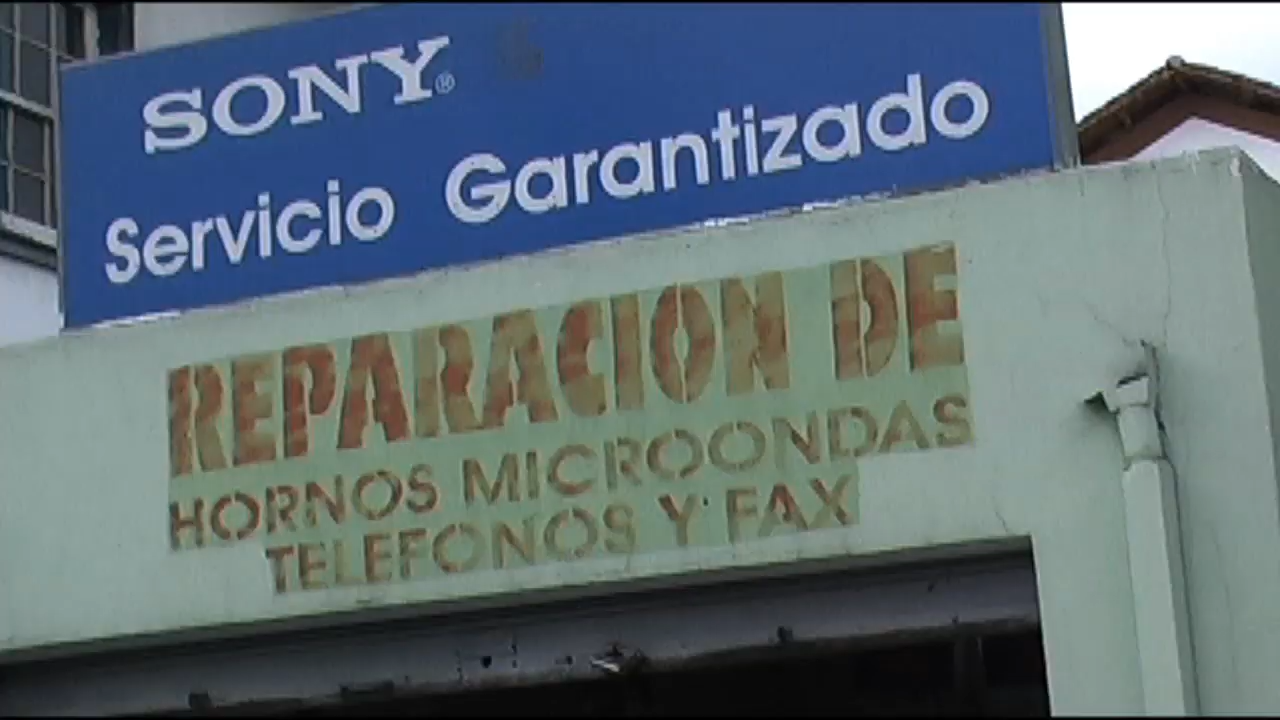 SONY®
Servicio Garantizado
REPARACION DE
HORNOS MICROONDAS
TELEFONOS Y FAX